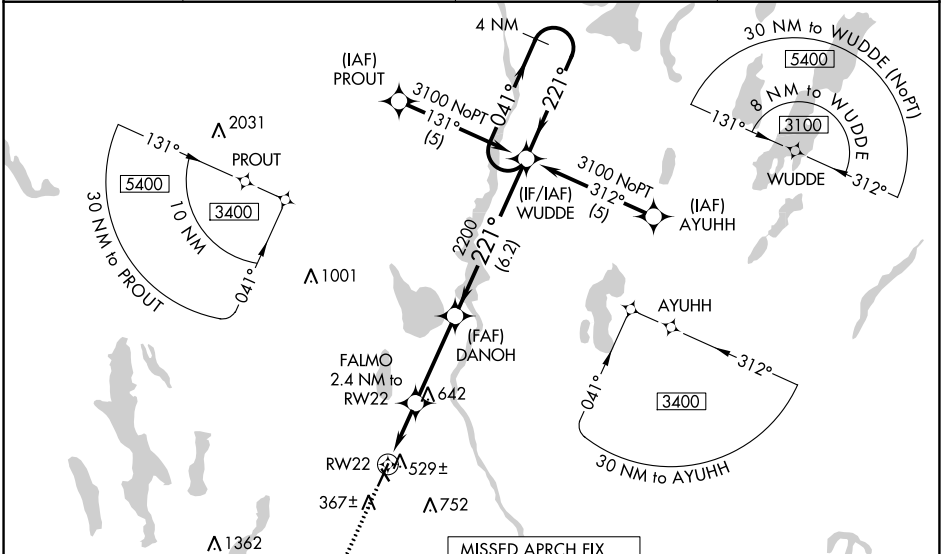 4 NM
(IAF)
PROUT
3100 NoPT
131°
(5)
041°
221°
30 NM to WUDDE (NoPT)
5400
8 NM to WUDDE
3100
131°
312°
WUDDE
2031
131°
PROUT
5400
3400
10 NM
30 NM to PROUT
041°
3100 NoPT
312°
(5)
(IF/IAF)
WUDDE
(IAF)
AYUHH
2200
221°
(6.2)
1001
(FAF)
DANOH
AYUHH
312°
041°
3400
30 NM to AYUHH
FALMO
2.4 NM to
RW22
642
RW22
529±
367±
752
1362
MISSED APRCH FIX